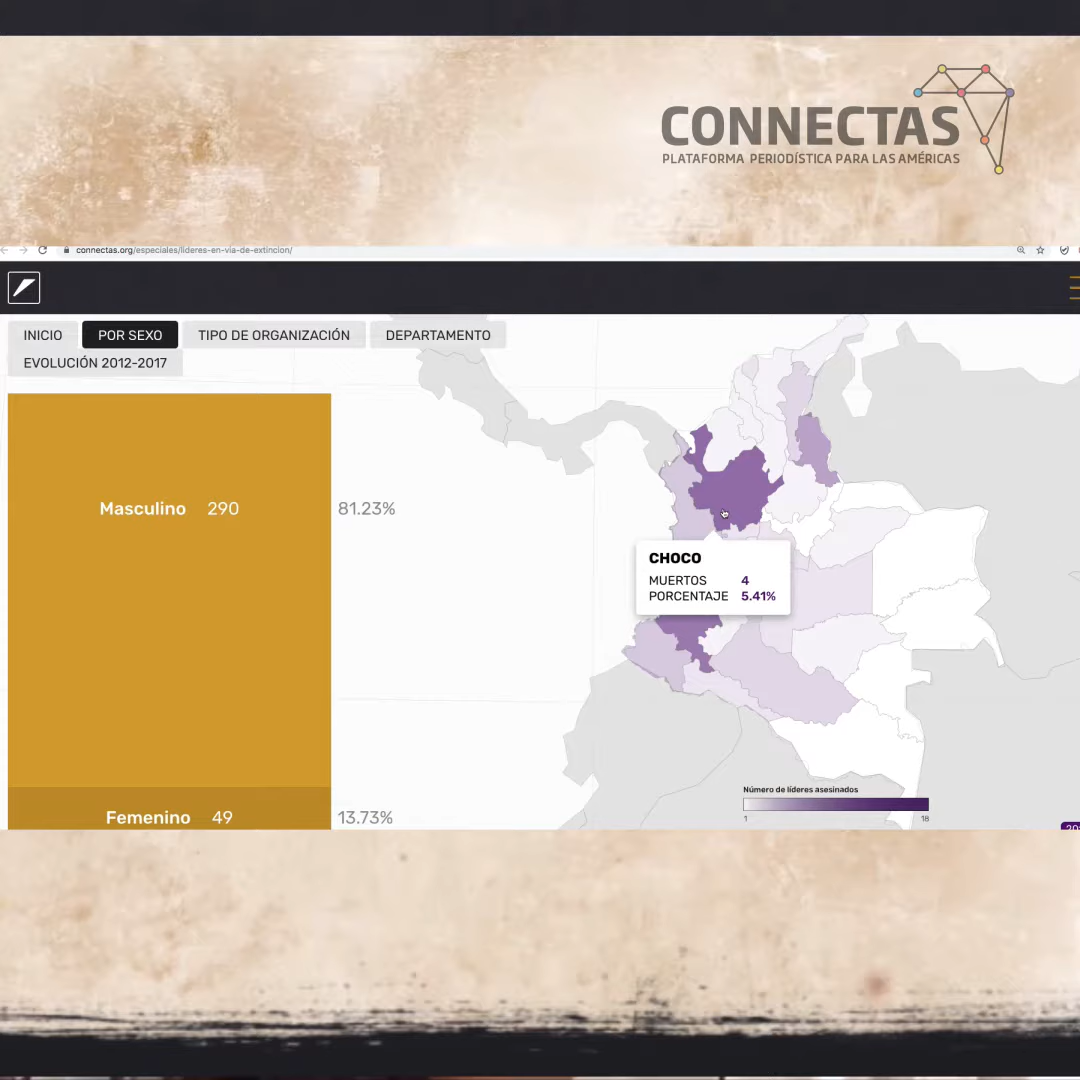 CONNECTAS
PLATAFORMA PERIODÍSTICA PARA LAS AMÉRICAS
connectas.org/especiales/lideres-en-via-de-extincion/
INICIO
POR SEXO
TIPO DE ORGANIZACIÓN
DEPARTAMENTO
EVOLUCIÓN 2012-2017
Masculino 290
81.23%
CHOCO
MUERTOS 4
PORCENTAJE 5.41%
Número de líderes asesinados
1
18
Femenino 49
13.73%